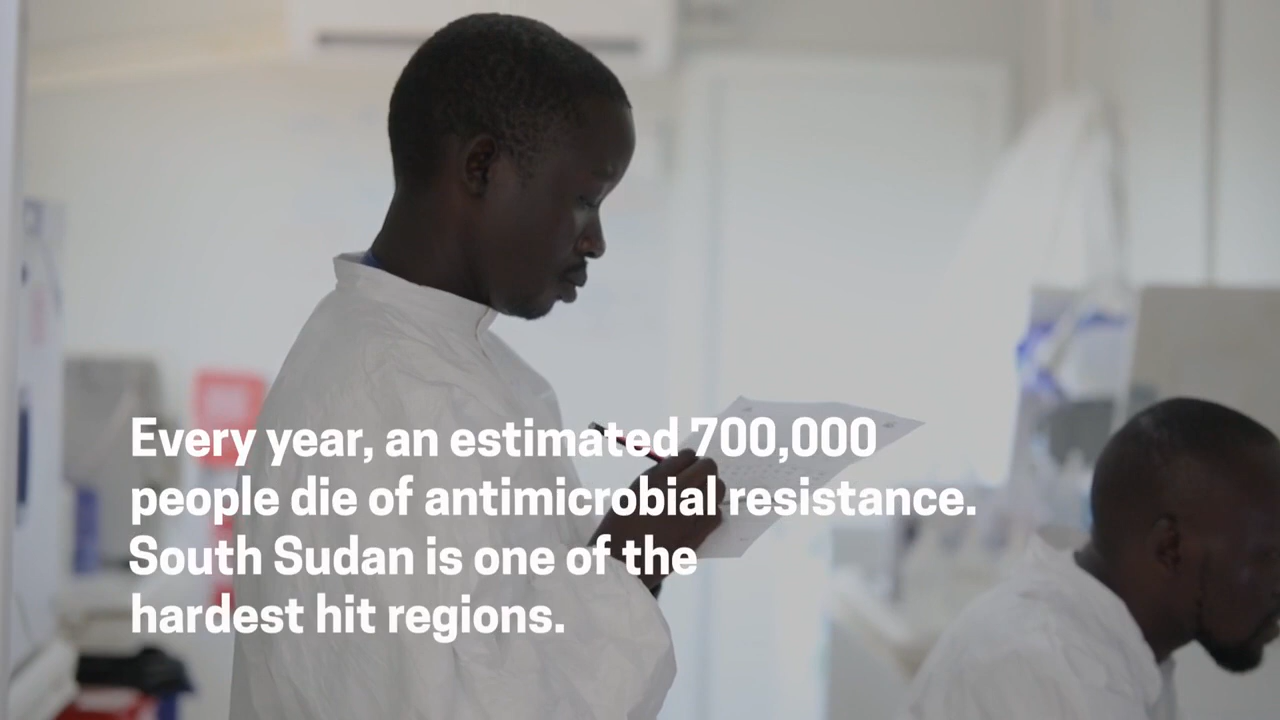 Every year, an estimated 700,000
people die of antimicrobial resistance.
South Sudan is one of the
hardest hit regions.